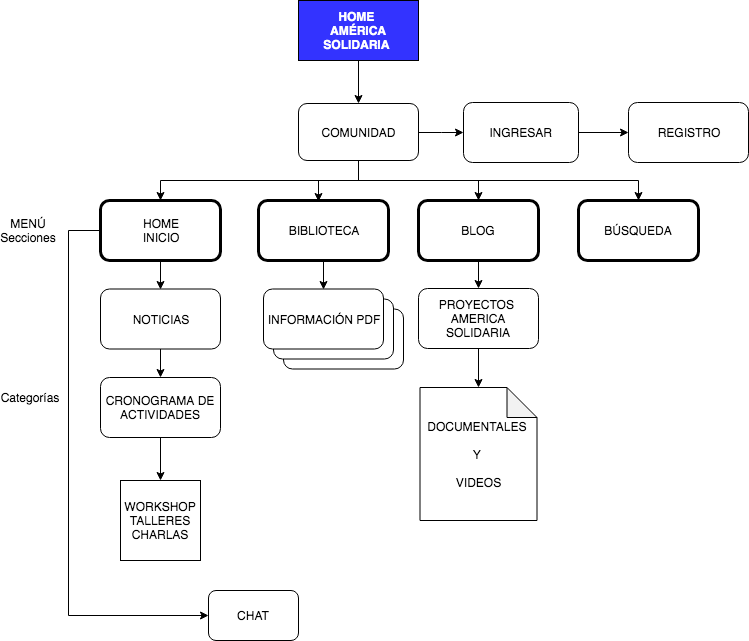 HOME
AMÉRICA
SOLIDARIA
COMUNIDAD
INGRESAR
REGISTRO
MENÚ
Secciones
HOME
INICIO
BIBLIOTECA
BLOG
BÚSQUEDA
NOTICIAS
INFORMACIÓN PDF
PROYECTOS
AMERICA
SOLIDARIA
Categorías
CRONOGRAMA DE
ACTIVIDADES
DOCUMENTALES
Y
VIDEOS
WORKSHOP
TALLERES
CHARLAS
CHAT